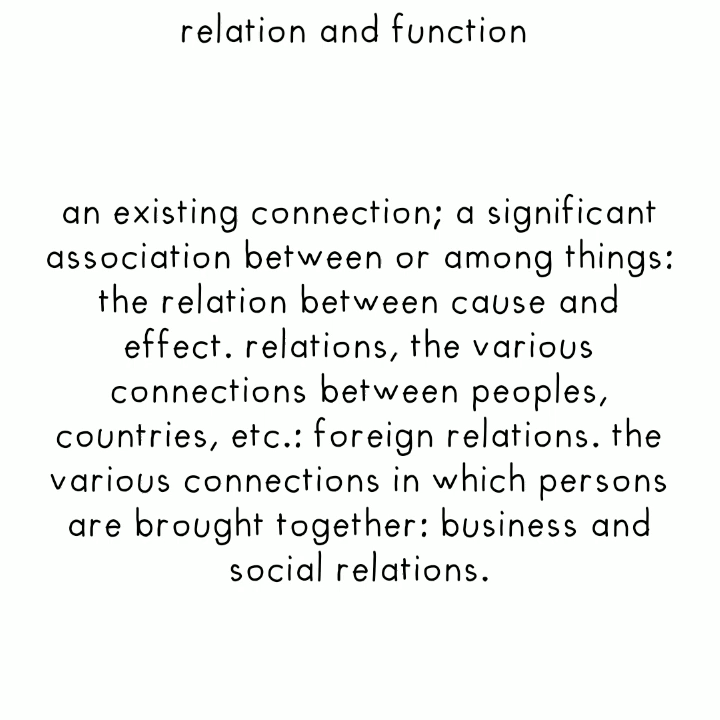 relation and function
an existing connection; a significant
association between or among things:
the relation between cause and
effect. relations, the various
connections between peoples,
countries, etc.: foreign relations. the
various connections in which persons
are brought together: business and
social relations.